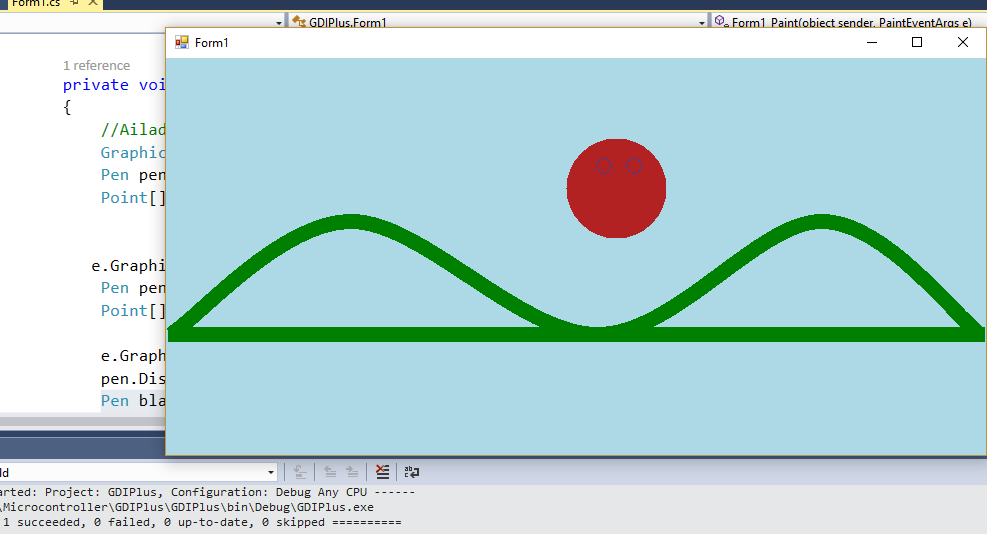 Form1.cs
GDIPlus.Form1
Form1_Paint(object sender, PaintEventArgs e)
Form1
1 reference
private voi
{
//Ailad
Graphic
Pen pen
Point[]
e.Graphi
Pen pen
Point[]
e.Graph
pen.Dis
Pen bla
ld
arted: Project: GDIPlus, Configuration: Debug Any CPU ------
\Microcontroller\GDIPlus\GDIPlus\bin\Debug\GDIPlus.exe
1 succeeded, 0 failed, 0 up-to-date, 0 skipped ==========